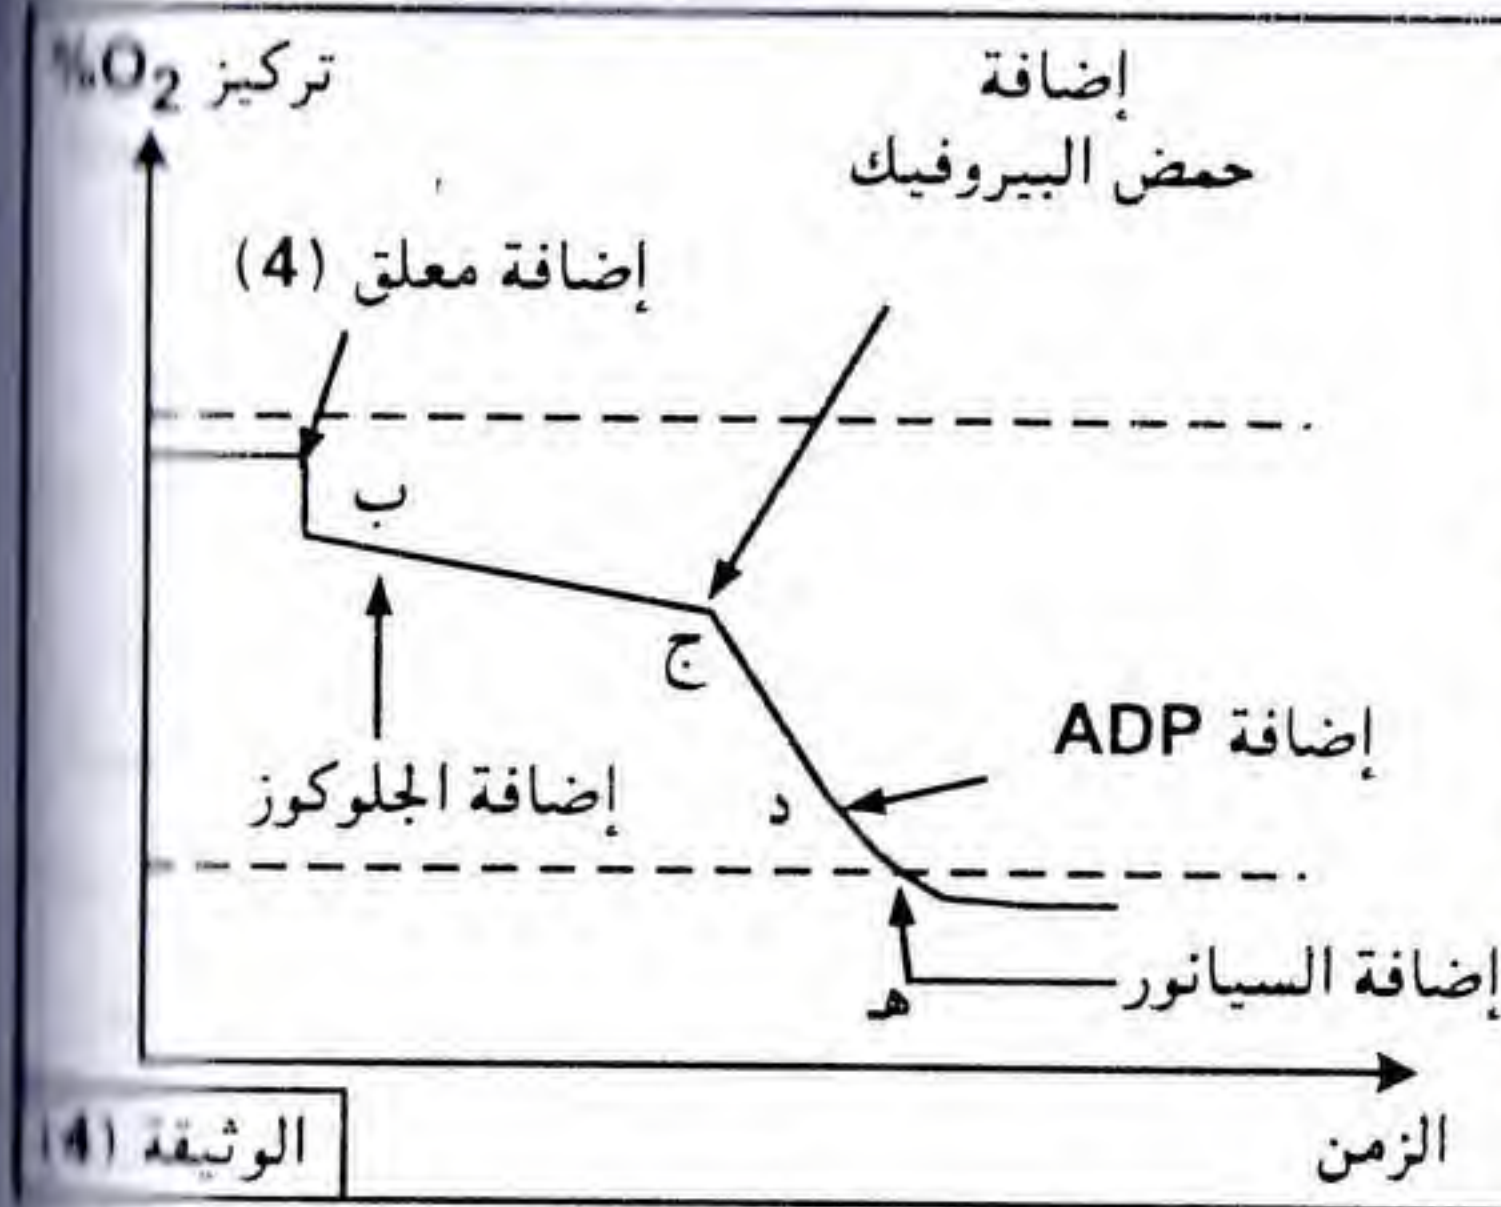 تركيز O₂%
إضافة
حمض البيروفيك
إضافة معلق (4)
ب
ج
إضافة ADP
إضافة الجلوكوز
د
إضافة السيانور
هـ
الزمن
الوثيقة (4)